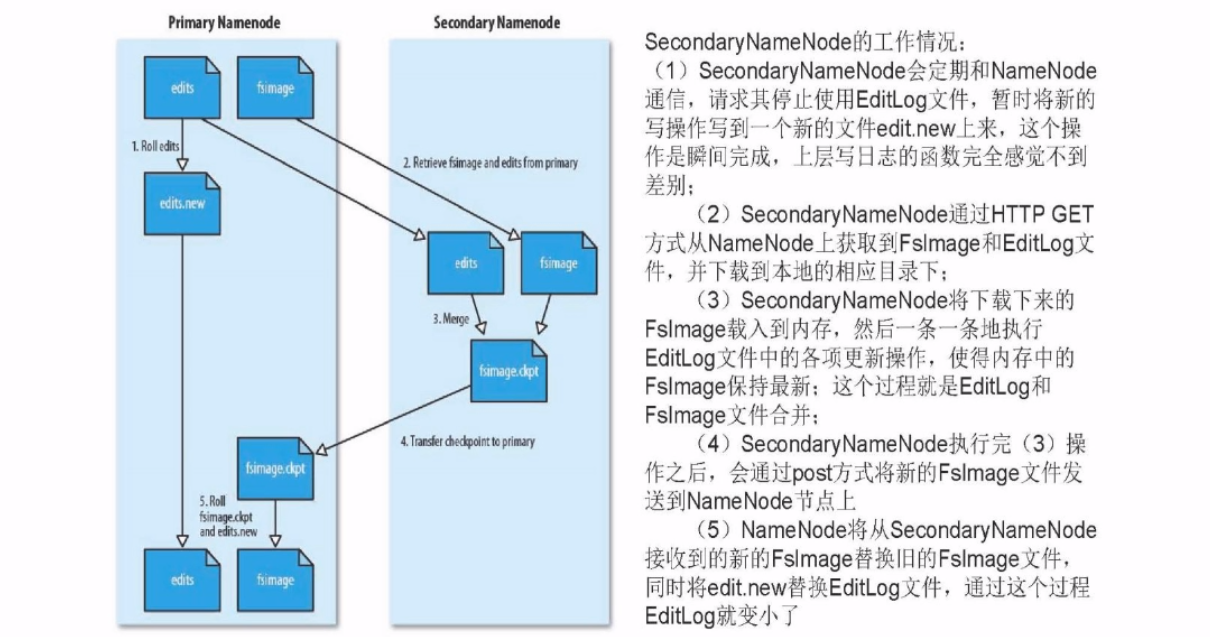 Primary Namenode
Secondary Namenode
edits
fsimage
1. Roll edits
2. Retrieve fsimage and edits from primary
edits.new
edits
fsimage
3. Merge
fsimage.ckpt
4. Transfer checkpoint to primary
fsimage.ckpt
5. Roll
fsimage.ckpt
and edits.new
edits
fsimage
SecondaryNameNode的工作情况：
（1）SecondaryNameNode会定期和NameNode
通信，请求其停止使用EditLog文件，暂时将新的
写操作写到一个新的文件edit.new上来，这个操
作是瞬间完成，上层写日志的函数完全感觉不到
差别；
（2）SecondaryNameNode通过HTTP GET
方式从NameNode上获取到FsImage和EditLog文
件，并下载到本地的相应目录下；
（3）SecondaryNameNode将下载下来的
FsImage载入到内存，然后一条一条地执行
EditLog文件中的各项更新操作，使得内存中的
FsImage保持最新；这个过程就是EditLog和
FsImage文件合并；
（4）SecondaryNameNode执行完（3）操
作之后，会通过post方式将新的FsImage文件发
送到NameNode节点上
（5）NameNode将从SecondaryNameNode
接收到的新的FsImage替换旧的FsImage文件，
同时将edit.new替换EditLog文件，通过这个过程
EditLog就变小了